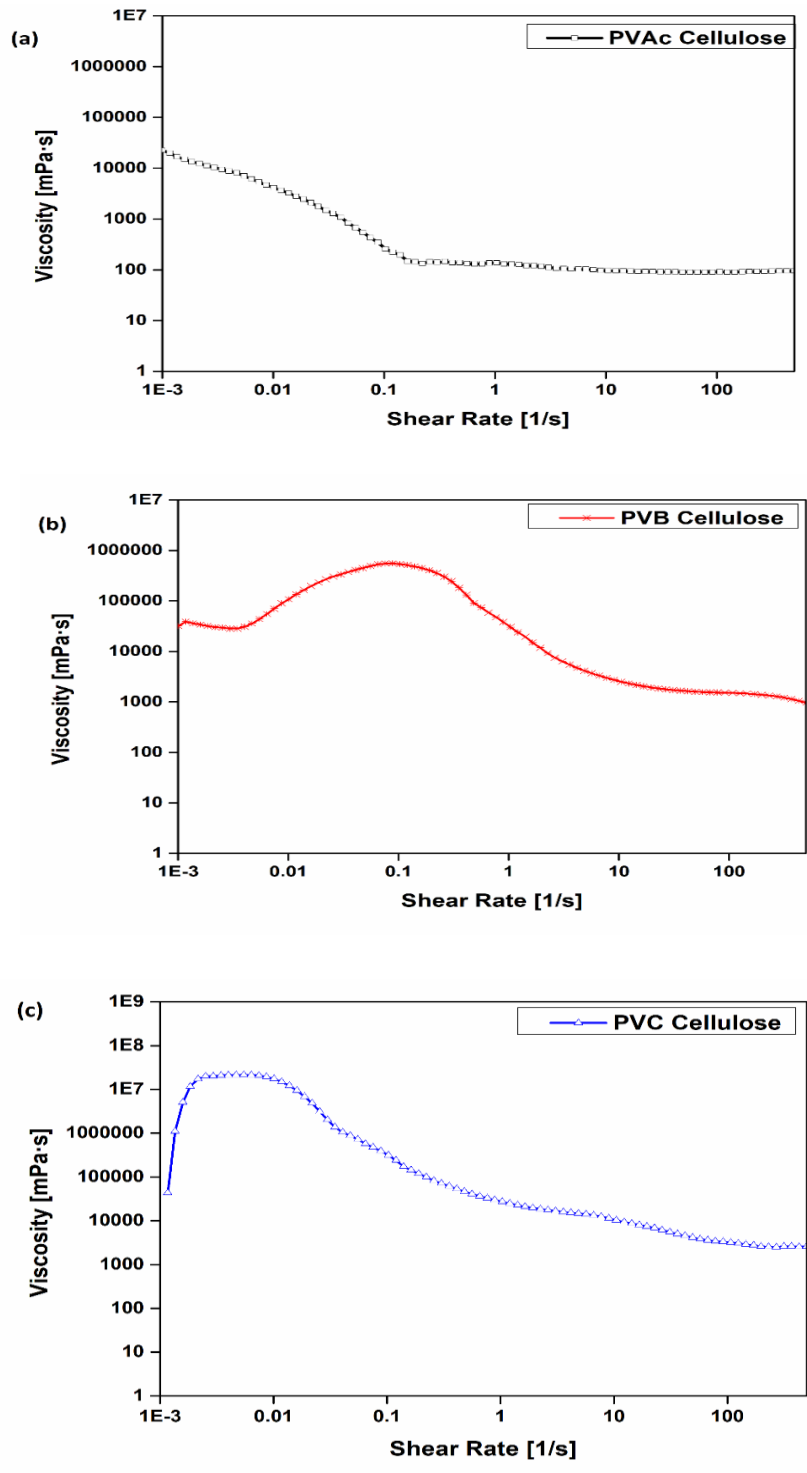 (a)
PVAc Cellulose
1E7
1000000
100000
10000
1000
100
10
1
Viscosity [mPa·s]
1E-3 0.01 0.1 1 10 100
Shear Rate [1/s]
(b)
PVB Cellulose
1E7
1000000
100000
10000
1000
100
10
1
Viscosity [mPa·s]
1E-3 0.01 0.1 1 10 100
Shear Rate [1/s]
(c)
PVC Cellulose
1E9
1E8
1E7
1000000
100000
10000
1000
100
10
1
Viscosity [mPa·s]
1E-3 0.01 0.1 1 10 100
Shear Rate [1/s]